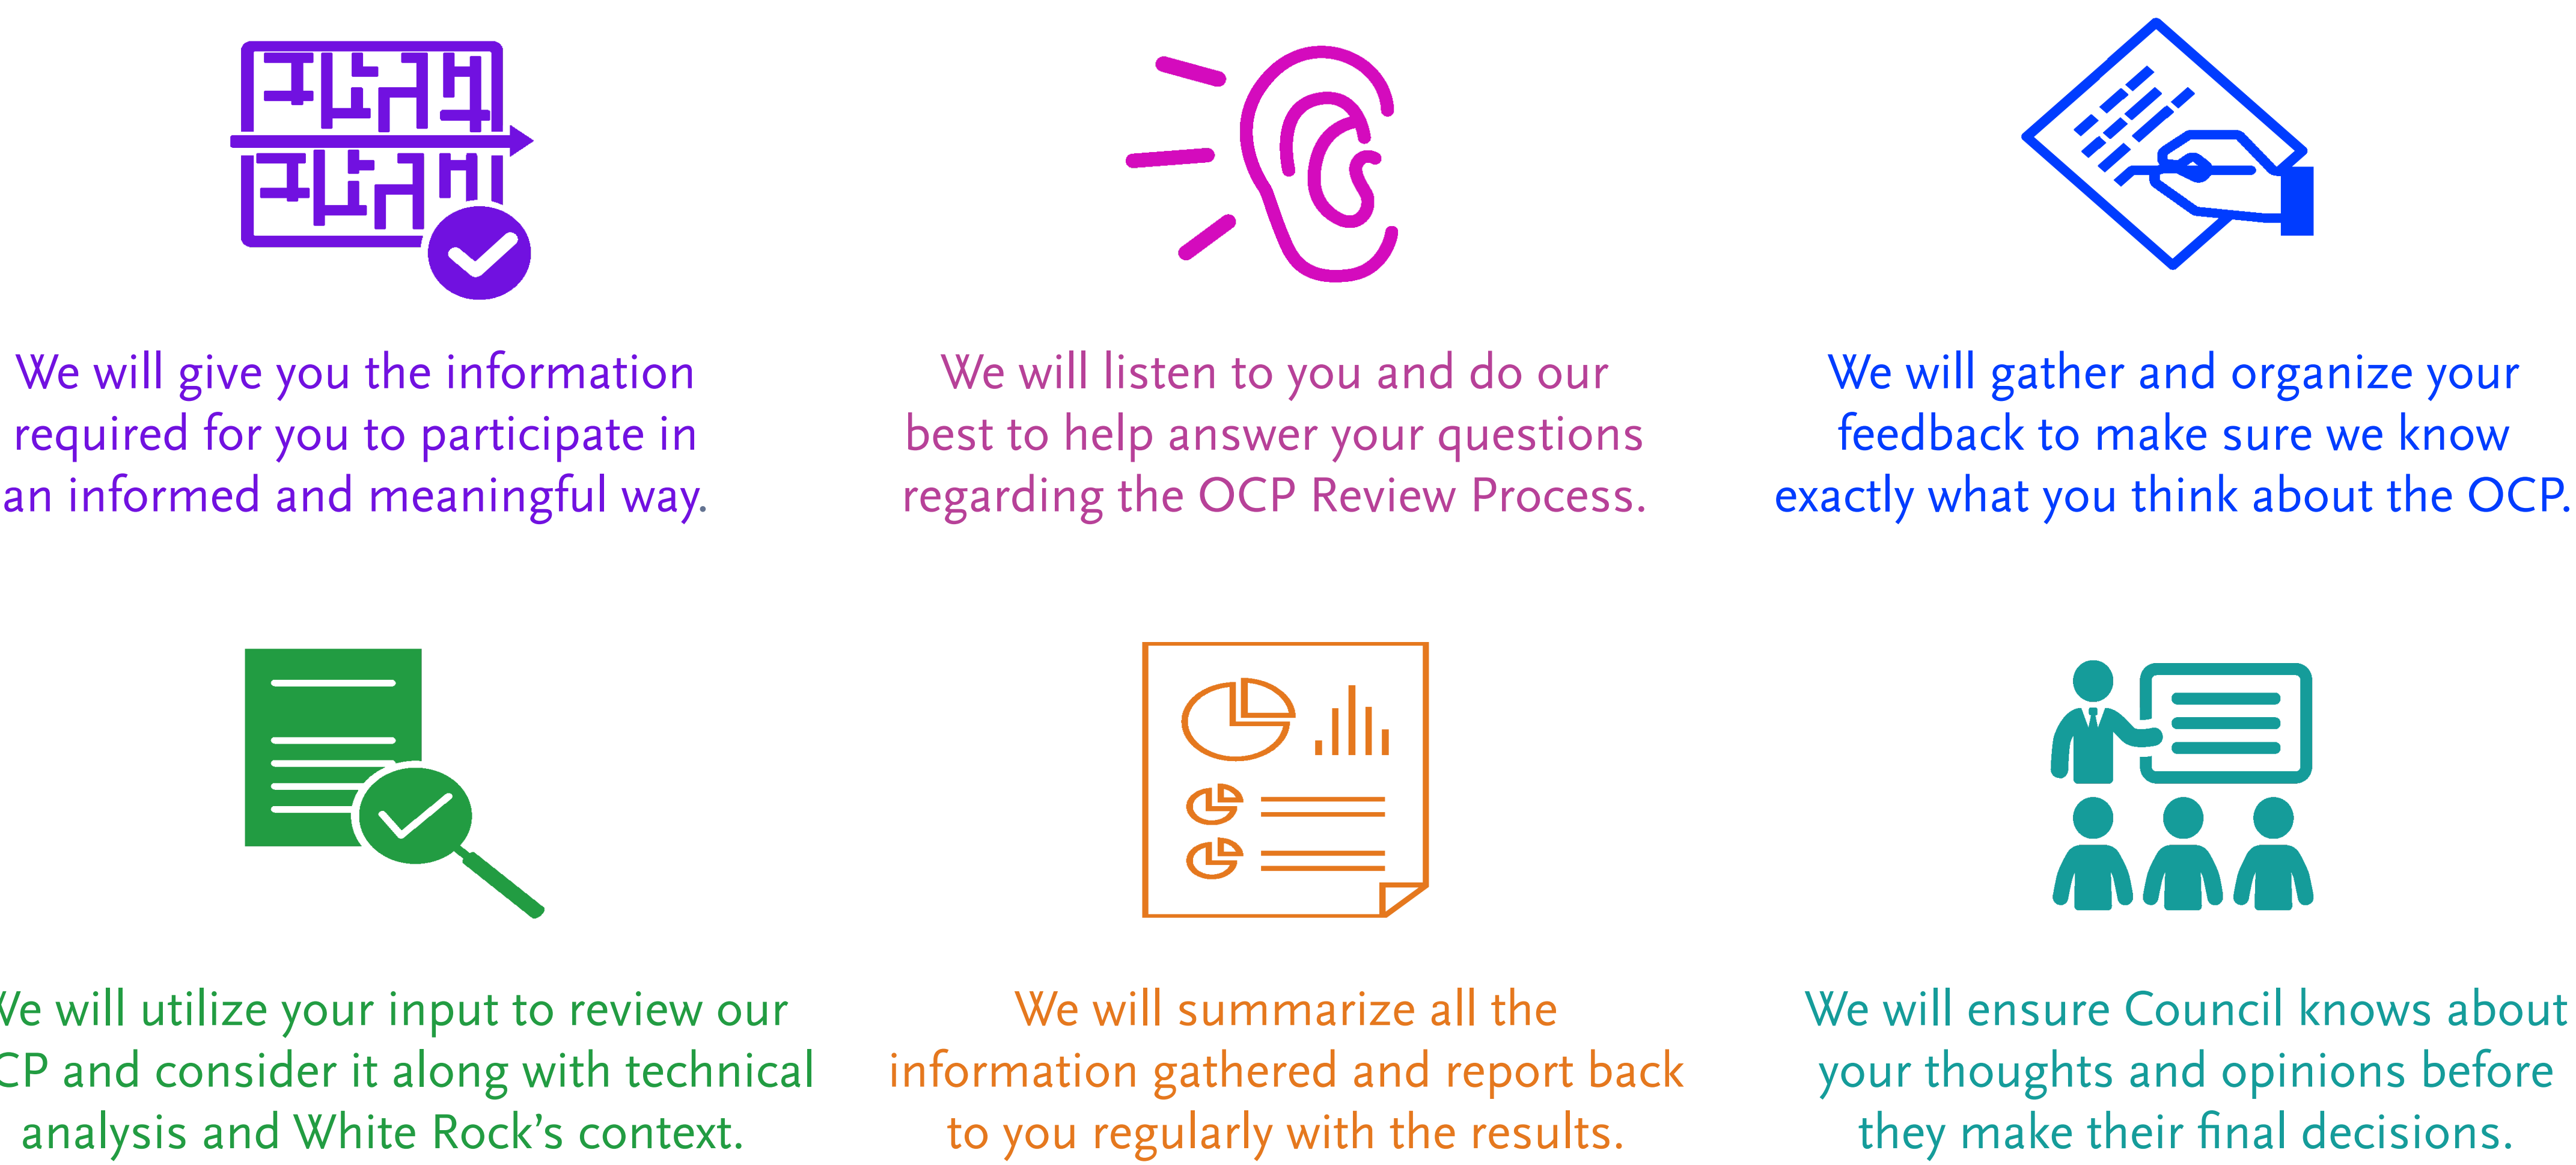 We will give you the information
required for you to participate in
an informed and meaningful way.
We will listen to you and do our
best to help answer your questions
regarding the OCP Review Process.
We will gather and organize your
feedback to make sure we know
exactly what you think about the OCP.
We will utilize your input to review our
CP and consider it along with technical
analysis and White Rock's context.
We will summarize all the
information gathered and report back
to you regularly with the results.
We will ensure Council knows about
your thoughts and opinions before
they make their final decisions.